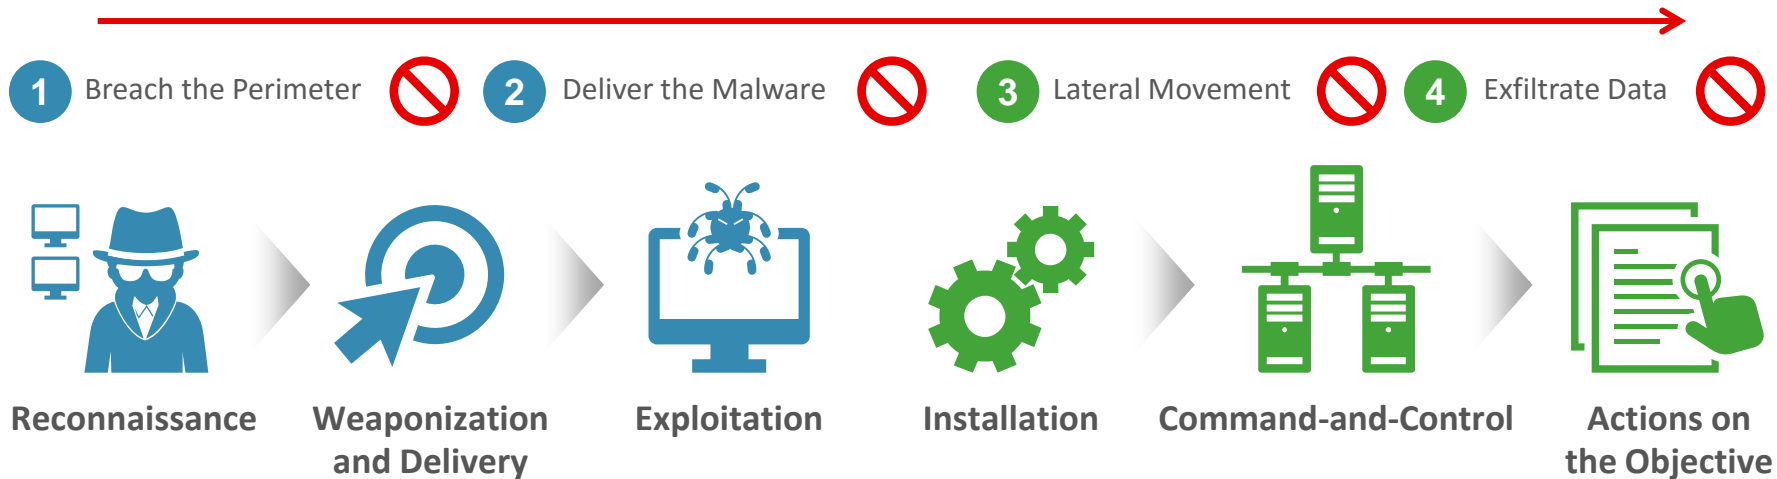 1 Breach the Perimeter 2 Deliver the Malware 3 Lateral Movement 4 Exfiltrate Data
Reconnaissance
Weaponization
and Delivery
Exploitation
Installation
Command-and-Control
Actions on
the Objective